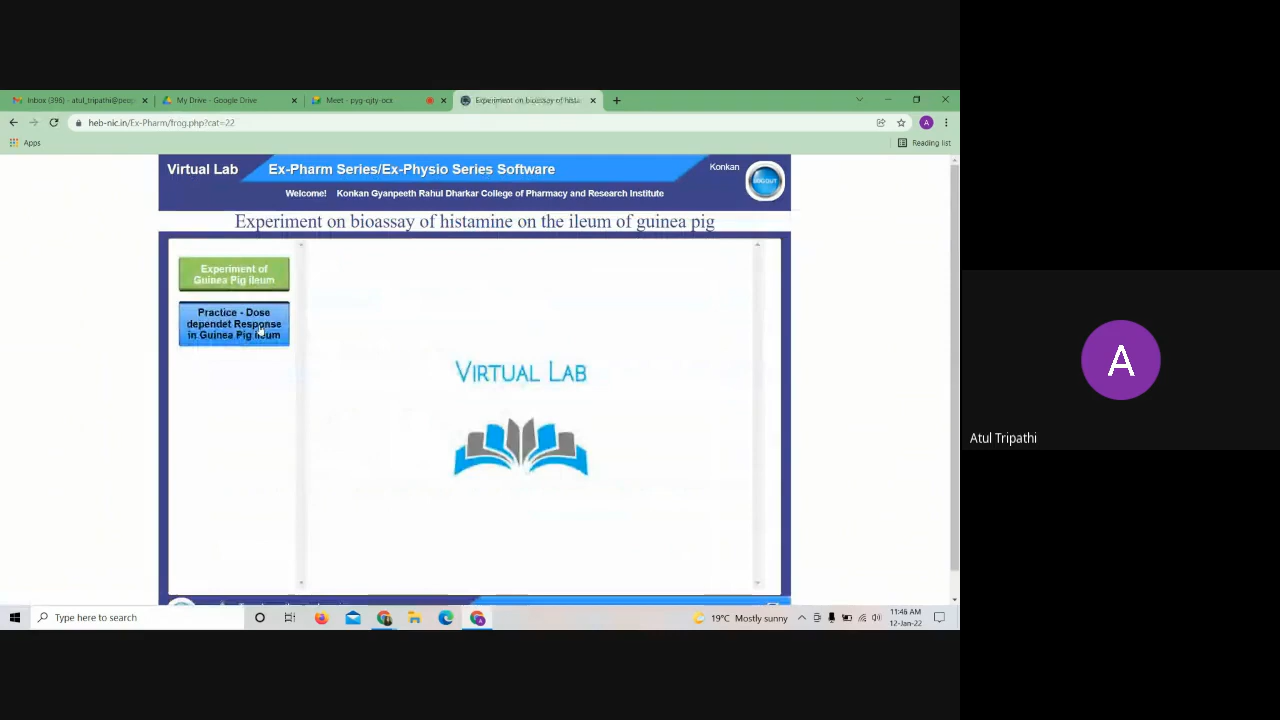 Inbox (396) - atul_tripathi@peop
My Drive - Google Drive
Meet - pyg-ojty-ocx
Experiment on bioassay of hista
heb-nic.in/Ex-Pharm/frog.php?cat=22
A
Apps
Reading list
Virtual Lab
Ex-Pharm Series/Ex-Physio Series Software
Konkan
LOGOUT
Welcome! Konkan Gyanpeeth Rahul Dharkar College of Pharmacy and Research Institute
Experiment on bioassay of histamine on the ileum of guinea pig
Experiment of
Guinea Pig ileum
Practice - Dose
dependet Response
in Guinea Pig ileum
VIRTUAL LAB
A
Atul Tripathi
Type here to search
19°C Mostly sunny
11:46 AM
12-Jan-22